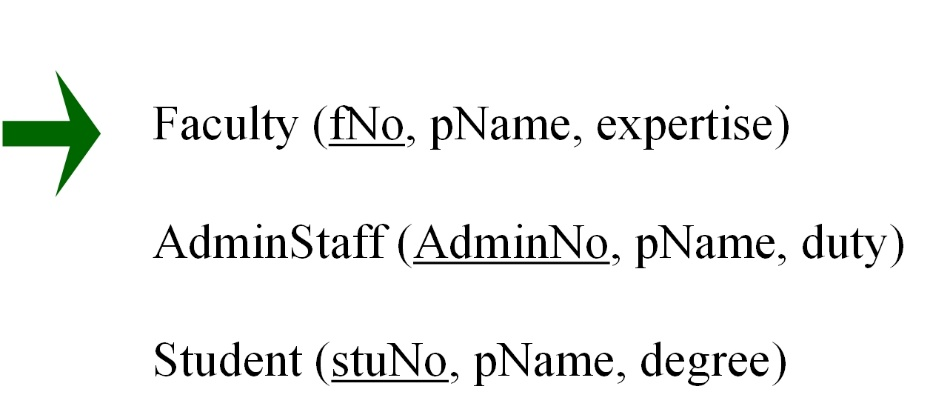 Faculty (fNo, pName, expertise)
AdminStaff (AdminNo, pName, duty)
Student (stuNo, pName, degree)